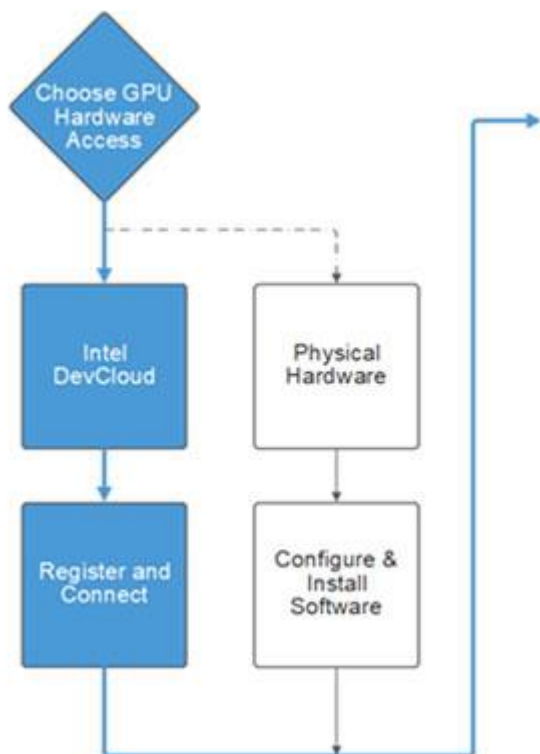 Choose GPU
Hardware
Access
Intel
DevCloud
Physical
Hardware
Register and
Connect
Configure &
Install
Software